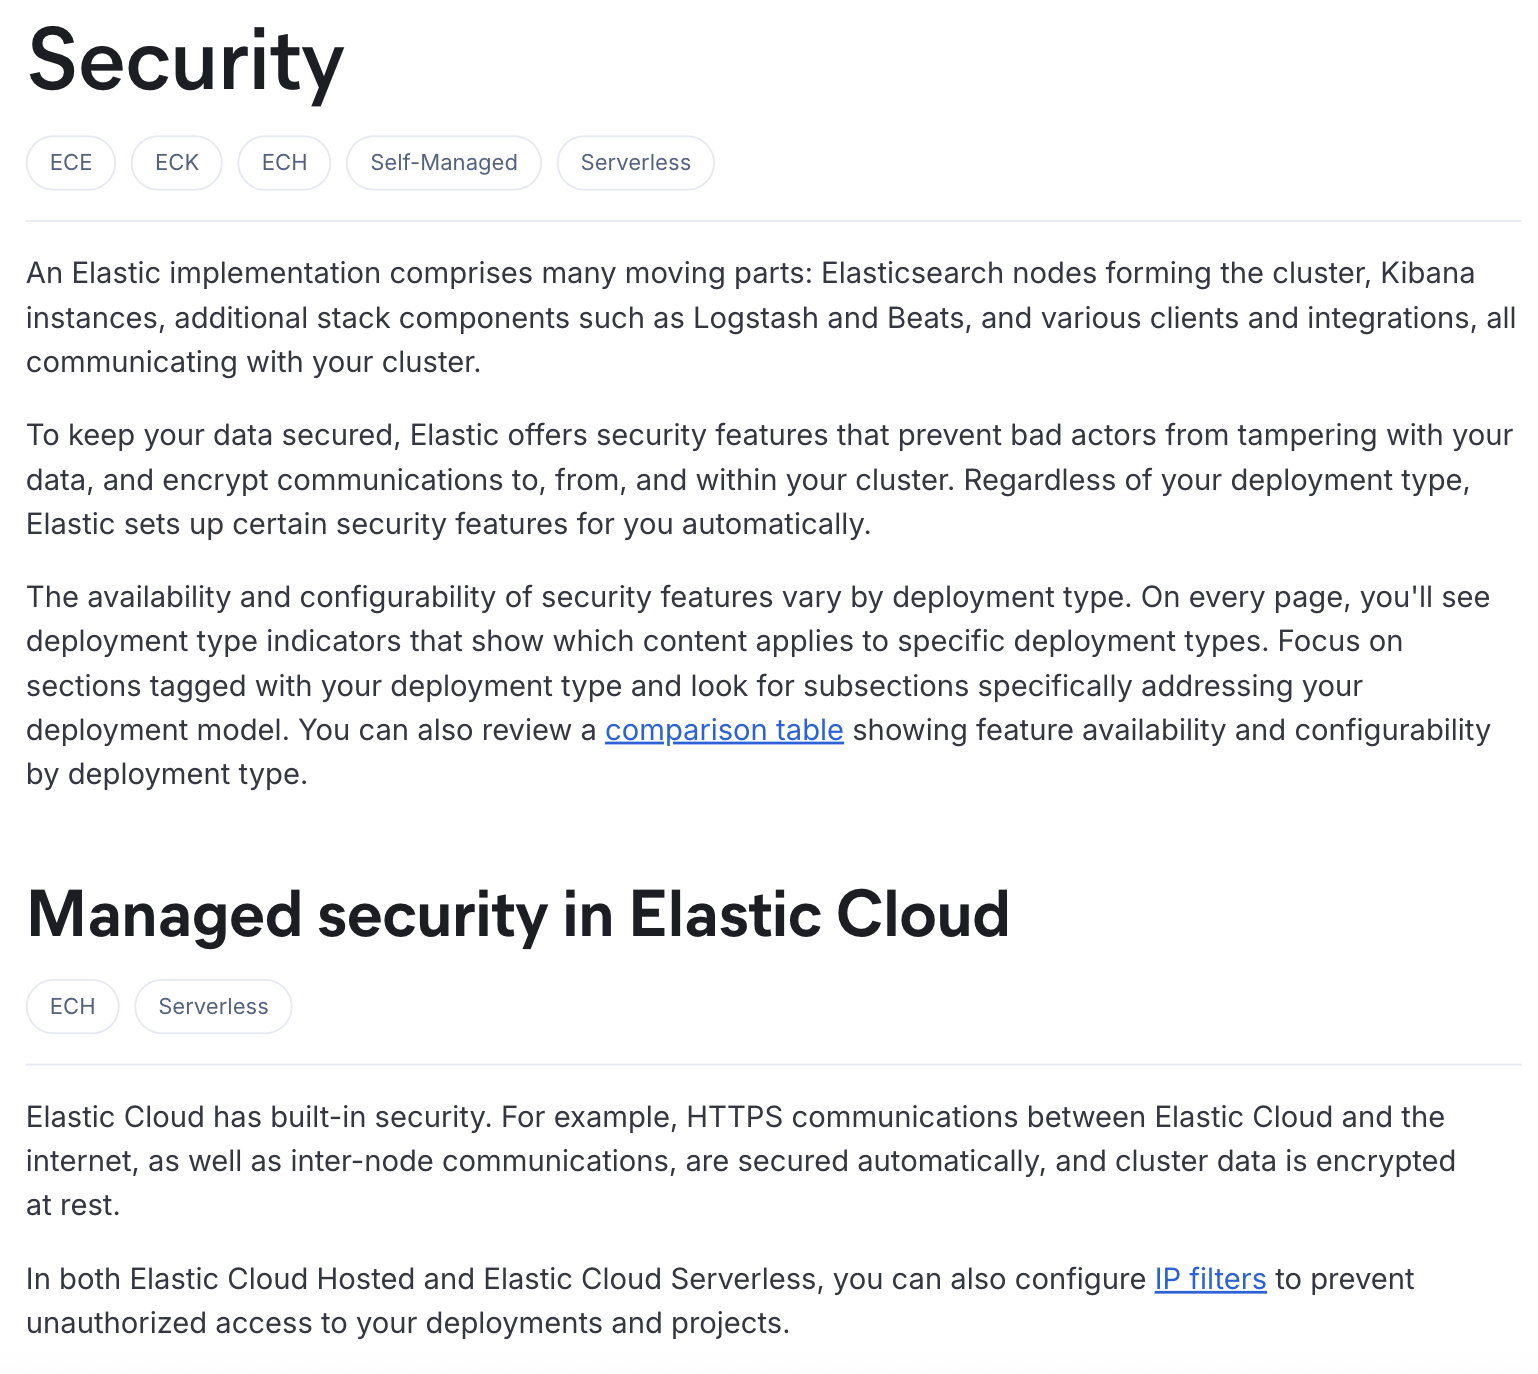 Security
ECE ECK ECH Self-Managed Serverless
An Elastic implementation comprises many moving parts: Elasticsearch nodes forming the cluster, Kibana
instances, additional stack components such as Logstash and Beats, and various clients and integrations, all
communicating with your cluster.
To keep your data secured, Elastic offers security features that prevent bad actors from tampering with your
data, and encrypt communications to, from, and within your cluster. Regardless of your deployment type,
Elastic sets up certain security features for you automatically.
The availability and configurability of security features vary by deployment type. On every page, you'll see
deployment type indicators that show which content applies to specific deployment types. Focus on
sections tagged with your deployment type and look for subsections specifically addressing your
deployment model. You can also review a comparison table showing feature availability and configurability
by deployment type.
Managed security in Elastic Cloud
ECH Serverless
Elastic Cloud has built-in security. For example, HTTPS communications between Elastic Cloud and the
internet, as well as inter-node communications, are secured automatically, and cluster data is encrypted
at rest.
In both Elastic Cloud Hosted and Elastic Cloud Serverless, you can also configure IP filters to prevent
unauthorized access to your deployments and projects.